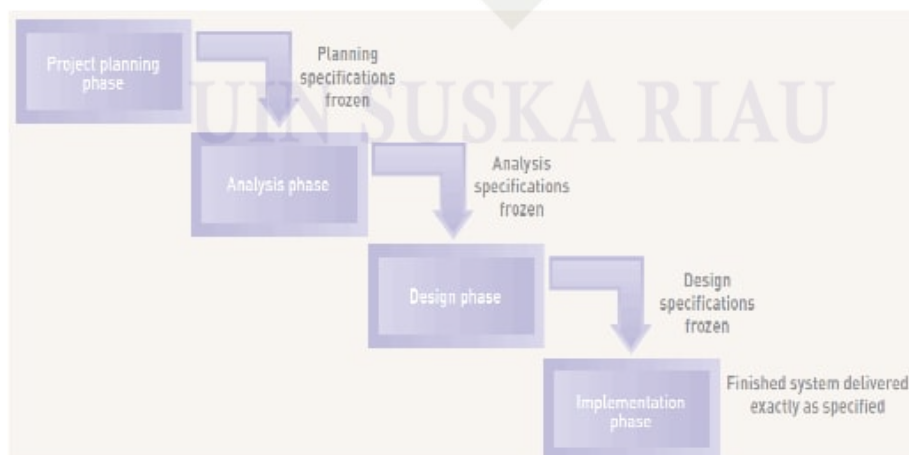 Project planning
phase
Planning
specifications
frozen
UIN SUSKA RIAU
Analysis phase
Analysis
specifications
frozen
Design phase
Design
specifications
frozen
Implementation
phase
Finished system delivered
exactly as specified